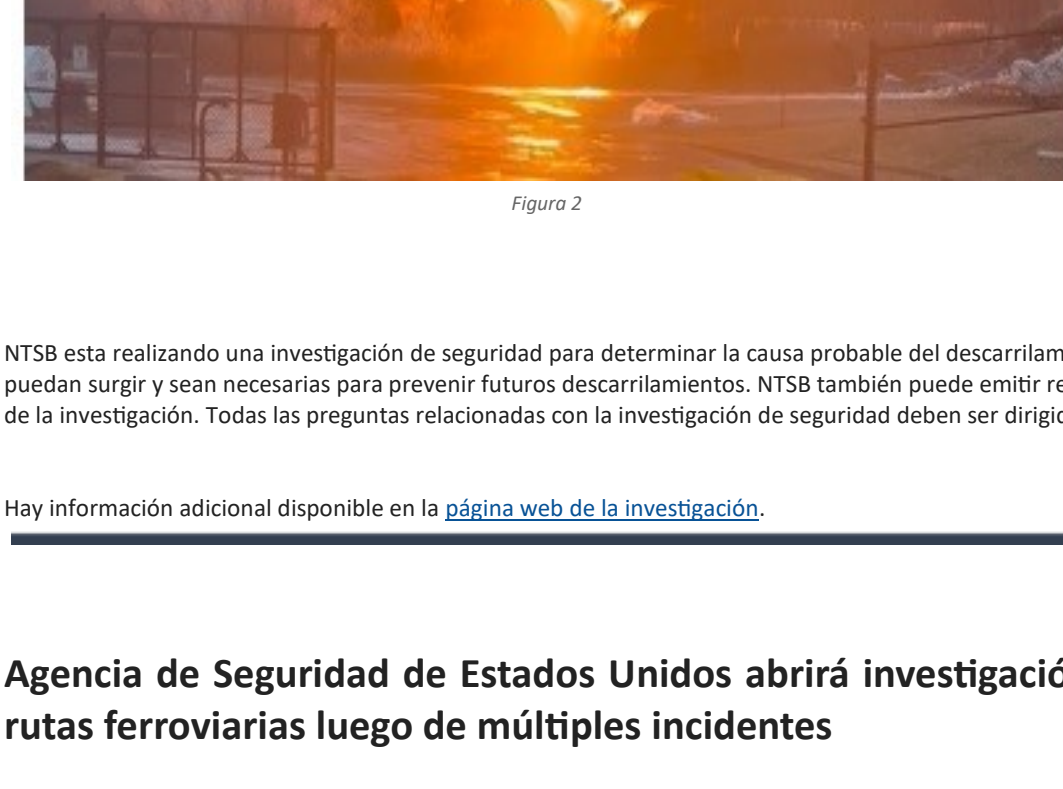 Figura 2
NTSB esta realizando una investigación de seguridad para determinar la causa probable del descarrilam
puedan surgir y sean necesarias para prevenir futuros descarrilamientos. NTSB también puede emitir re
de la investigación. Todas las preguntas relacionadas con la investigación de seguridad deben ser dirigid
Hay información adicional disponible en la página web de la investigación.
Agencia de Seguridad de Estados Unidos abrirá investigació
rutas ferroviarias luego de múltiples incidentes